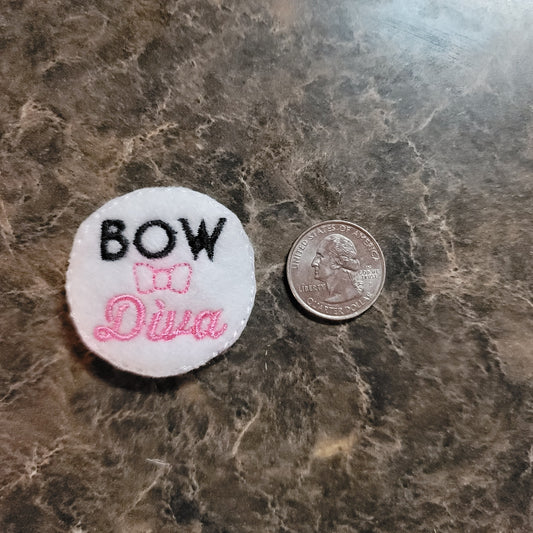 BOW
Diva
UNITED STATES OF AMERICA
LIBERTY
QUARTER DOLLAR